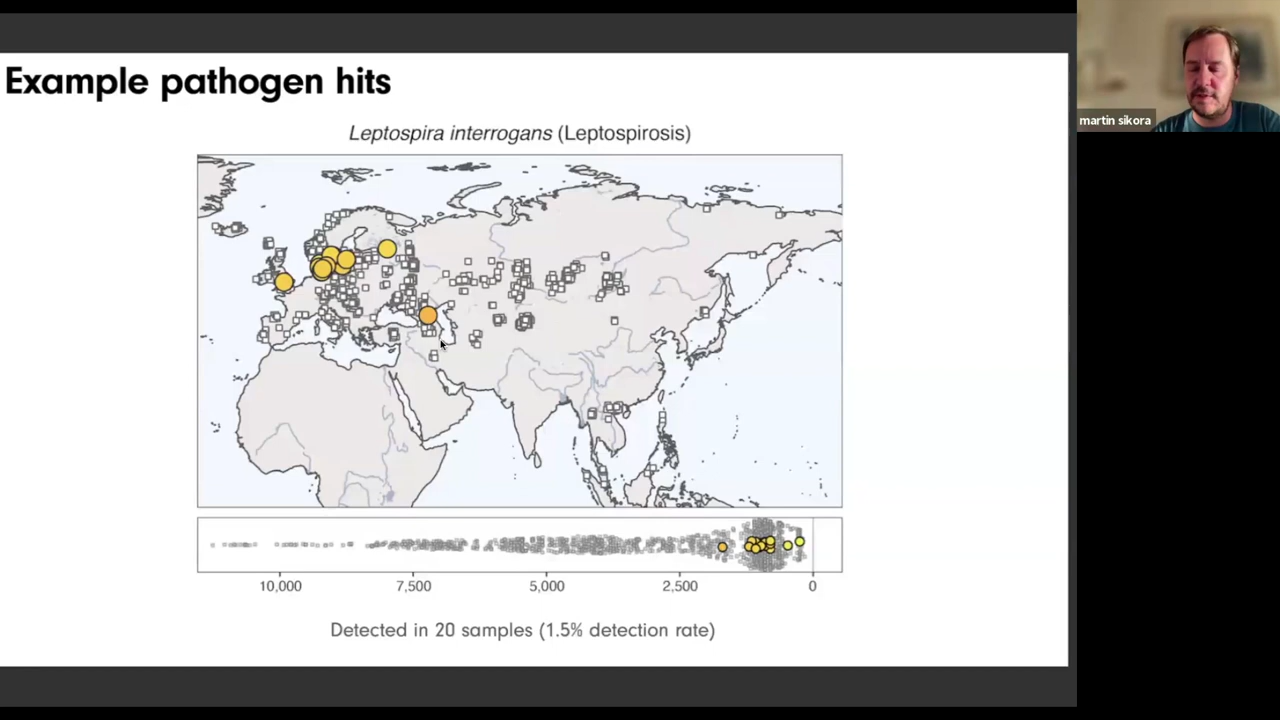 Example pathogen hits
Leptospira interrogans (Leptospirosis)
martin sikora
10,000 7,500 5,000 2,500 0
Detected in 20 samples (1.5% detection rate)